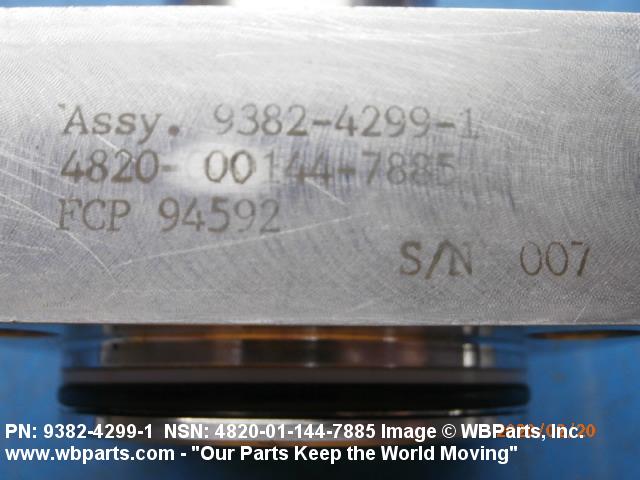 Assy. 9382-4299-1
4820- 00144-7885
FCP 94592
S/N 007
PN: 9382-4299-1 NSN: 4820-01-144-7885 Image © WBParts, Inc.
www.wbparts.com - "Our Parts Keep the World Moving"